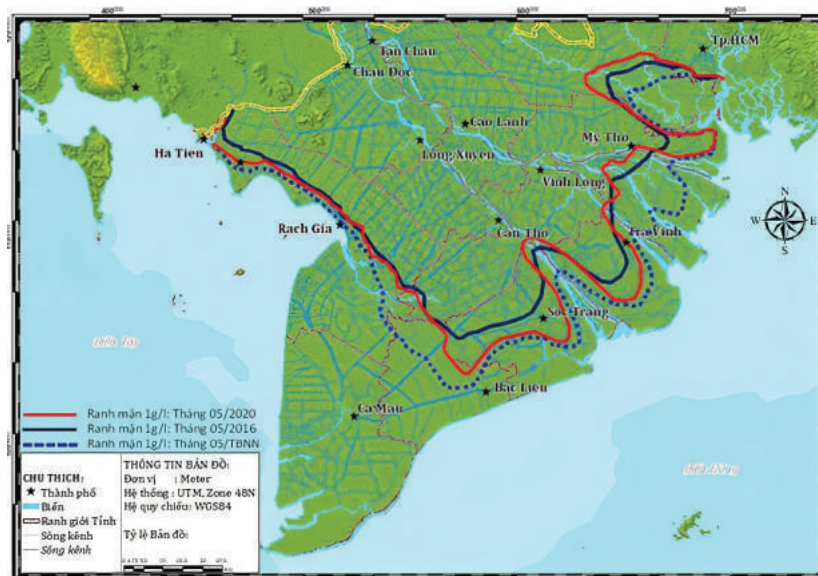 Tp.HCM
Tan Chau
Chau Doc
Cao Lanh
My Tho
Ha Tien
Long Xuyen
Vinh Long
Rach Gia
Can Tho
Tra Vinh
Soc Trang
Bac Lieu
Ca Mau
N
W E
S
Ranh mặn 1g/l: Tháng 05/2020
Ranh mặn 1g/l: Tháng 05/2016
Ranh mặn 1g/l: Tháng 05/TBNN
CHÚ THÍCH:
Thành phố
Biển
Ranh giới Tỉnh
Sông kênh
Sông kênh
THÔNG TIN BẢN ĐỒ:
Đơn vị : Meter
Hệ thống : UTM, Zone 48N
Hệ quy chiếu: WGS84
Tỷ lệ Bản đồ: